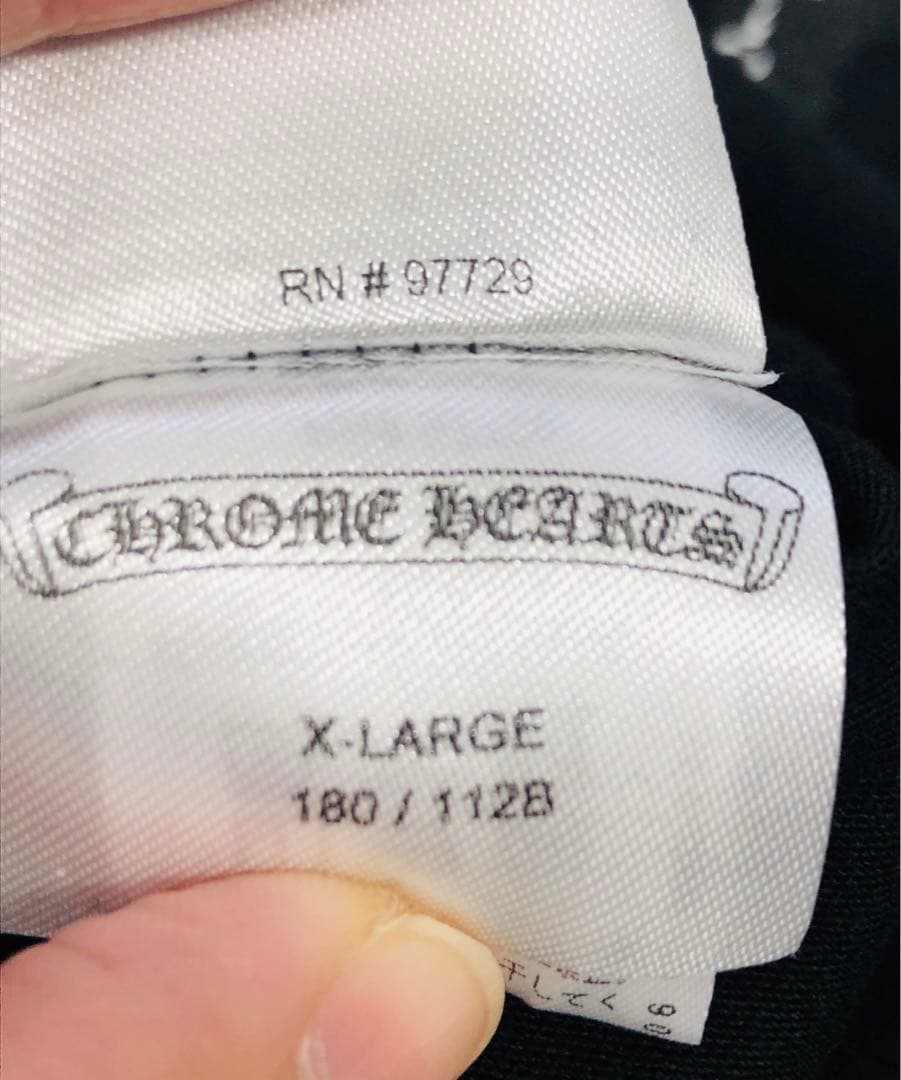 RN # 97729
CHROME HEARTS
X-LARGE
180 / 112B